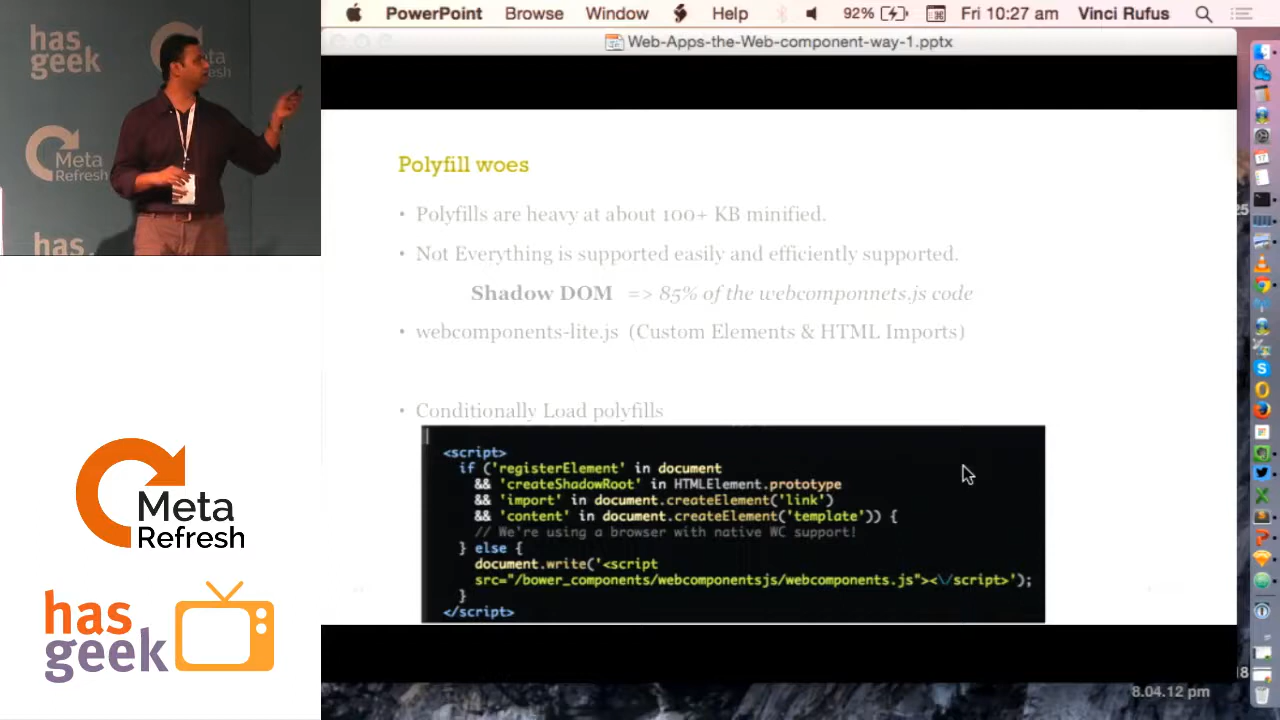 PowerPoint Browse Window Help 92% Fri 10:27 am Vinci Rufus
Web-Apps-the-Web-component-way-1.pptx
has
geek
Meta
Refresh
has
Polyfill woes
• Polyfills are heavy at about 100+ KB minified.
• Not Everything is supported easily and efficiently supported.
Shadow DOM => 85% of the webcomponnets.js code
• webcomponents-lite.js (Custom Elements & HTML Imports)
• Conditionally Load polyfills
<script>
if ('registerElement' in document
&& 'createShadowRoot' in HTMLElement.prototype
&& 'import' in document.createElement('link')
&& 'content' in document.createElement('template')) {
// We're using a browser with native WC support!
} else {
document.write('<script
src="/bower_components/webcomponentsjs/webcomponents.js"><\/script>');
}
</script>
Meta
Refresh
has
geek
8.04.12 pm